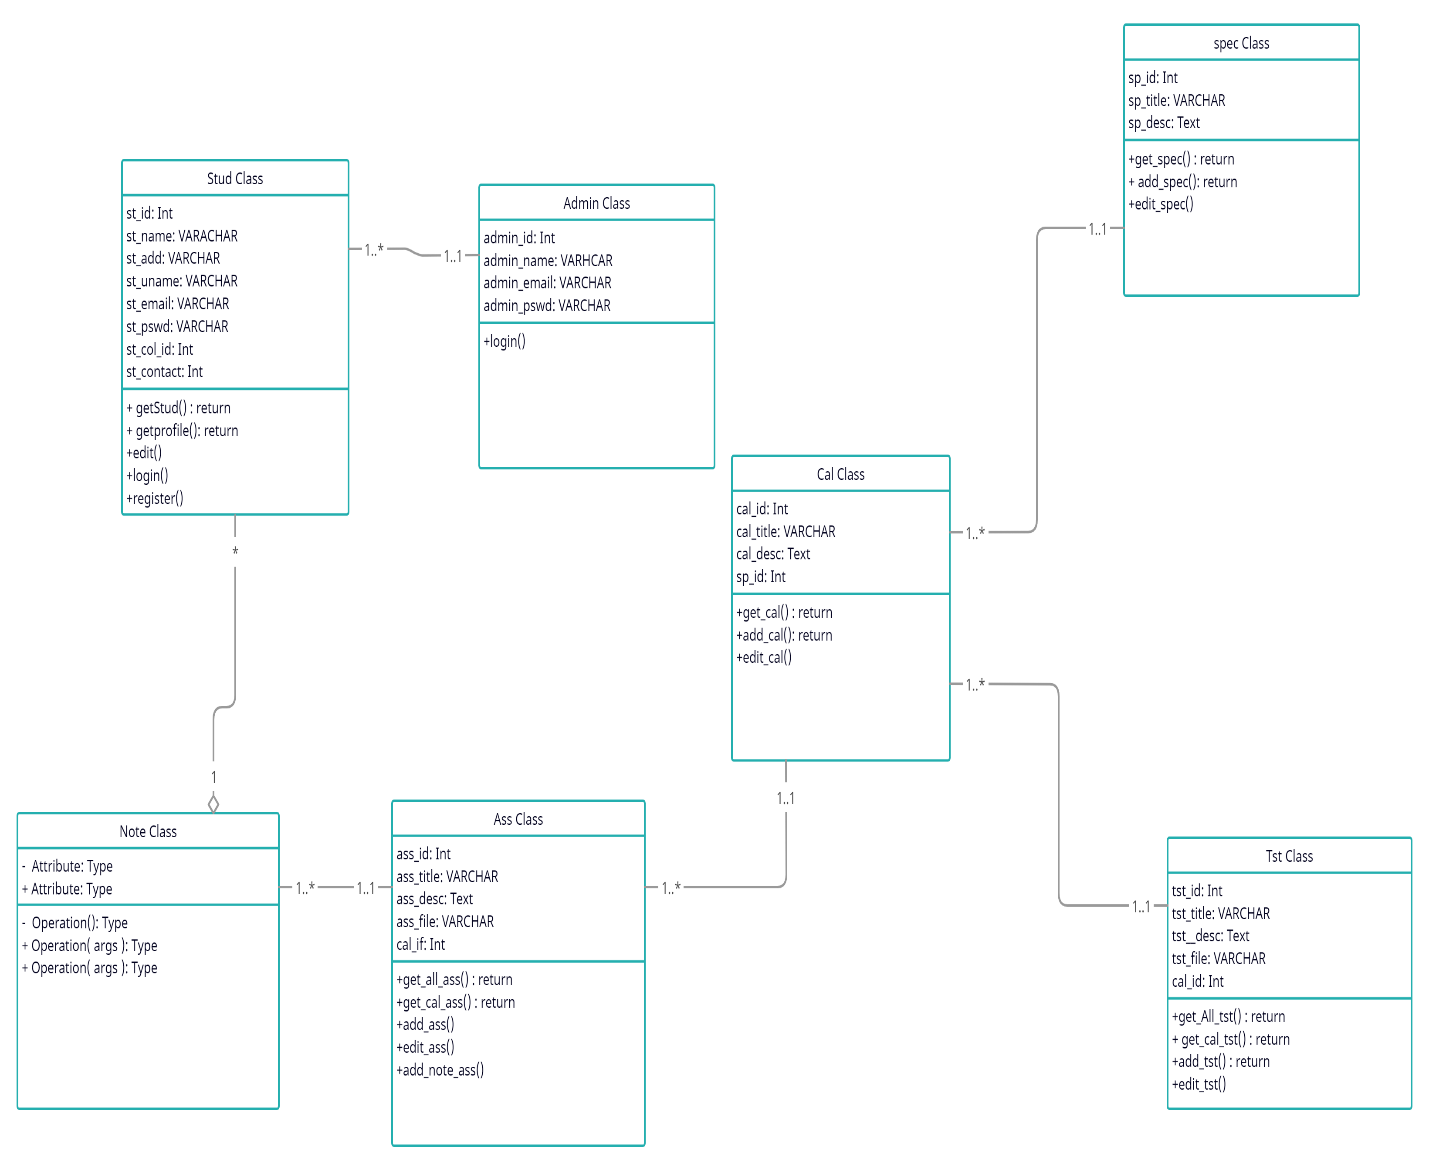 spec Class
sp_id: Int
sp_title: VARCHAR
sp_desc: Text
+get_spec() : return
+ add_spec(): return
+edit_spec()
1..1
Stud Class
st_id: Int
st_name: VARACHAR
st_add: VARCHAR
st_uname: VARCHAR
st_email: VARCHAR
st_pswd: VARCHAR
st_col_id: Int
st_contact: Int
+ getStud() : return
+ getprofile(): return
+edit()
+login()
+register()
1..*
1..1
Admin Class
admin_id: Int
admin_name: VARHCAR
admin_email: VARCHAR
admin_pswd: VARCHAR
+login()
Cal Class
cal_id: Int
cal_title: VARCHAR
cal_desc: Text
sp_id: Int
+get_cal() : return
+add_cal(): return
+edit_cal()
1..*
1..*
*
1
1..1
Note Class
- Attribute: Type
+ Attribute: Type
- Operation(): Type
+ Operation( args ): Type
+ Operation( args ): Type
1..*
1..1
Ass Class
ass_id: Int
ass_title: VARCHAR
ass_desc: Text
ass_file: VARCHAR
cal_if: Int
+get_all_ass() : return
+get_cal_ass() : return
+add_ass()
+edit_ass()
+add_note_ass()
1..*
1..1
Tst Class
tst_id: Int
tst_title: VARCHAR
tst__desc: Text
tst_file: VARCHAR
cal_id: Int
+get_All_tst() : return
+ get_cal_tst() : return
+add_tst() : return
+edit_tst()